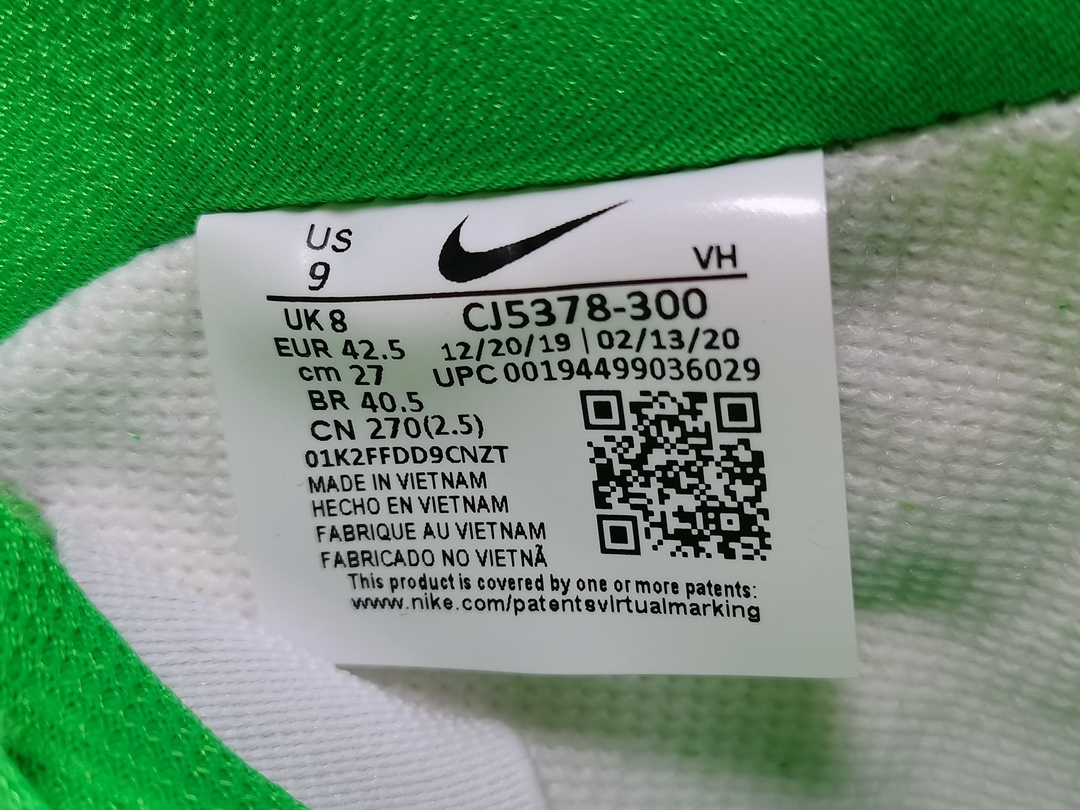 US
9
VH
UK 8
CJ5378-300
EUR 42.5
12/20/19 | 02/13/20
cm 27
UPC 00194499036029
BR 40.5
CN 270(2.5)
01K2FFDD9CNZT
MADE IN VIETNAM
HECHO EN VIETNAM
FABRIQUE AU VIETNAM
FABRICADO NO VIETNÃ
This product is covered by one or more patents:
www.nike.com/patentsvirtualmarking